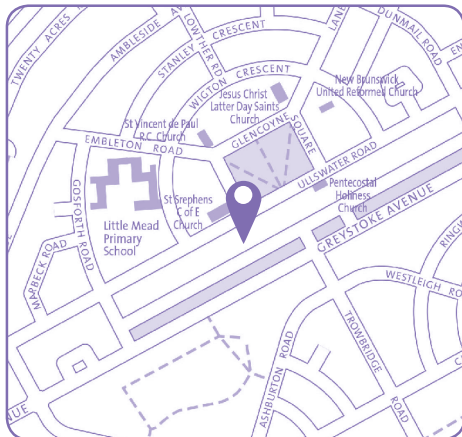 TWENTY ACRES
AMBLESIDE AV
LOWTHER RD
STANLEY CRESCENT
WIGTON CRESCENT
LANE
DUNMAIL ROAD
Jesus Christ
Latter Day Saints
Church
New Brunswick
United Reformed Church
St Vincent de Paul
R.C. Church
EMBLETON ROAD
GLENCOYNE
SQUARE
ULLSWATER ROAD
GOSFORTH ROAD
St Srephens
C of E
Church
Pentecostal
Holiness
Church
Little Mead
Primary
School
GREYSTOKE AVENUE
MARBECK ROAD
WESTLEIGH RO
TROWBRIDGE
ROAD
ASHBURTON ROAD